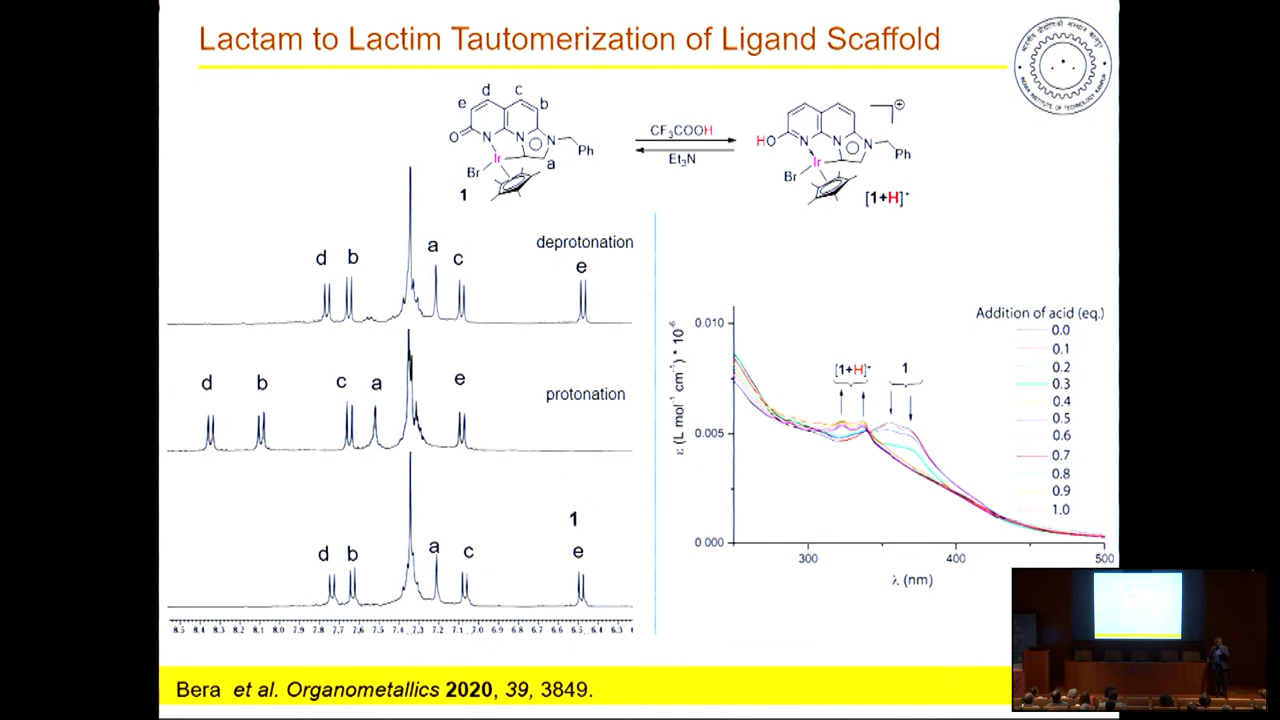 Lactam to Lactim Tautomerization of Ligand Scaffold
INDIAN INSTITUTE OF TECHNOLOGY KANPUR
d c
e b
O N N N
Ir Ph
Br a
1
CF₃COOH
Et₃N
⊕
HO N N N
Ir Ph
Br
[1+H]⁺
deprotonation
d b a c e
protonation
d b c a e
1
d b a c e
8.5 8.4 8.3 8.2 8.1 8.0 7.9 7.8 7.7 7.6 7.5 7.4 7.3 7.2 7.1 7.0 6.9 6.8 6.7 6.6 6.5 6.4 6.3
ε (L mol⁻¹ cm⁻¹) * 10⁻⁶
0.010
0.005
0.000
[1+H]⁺ 1
300 400 500
λ (nm)
Addition of acid (eq.)
0.0
0.1
0.2
0.3
0.4
0.5
0.6
0.7
0.8
0.9
1.0
Bera et al. Organometallics 2020, 39, 3849.